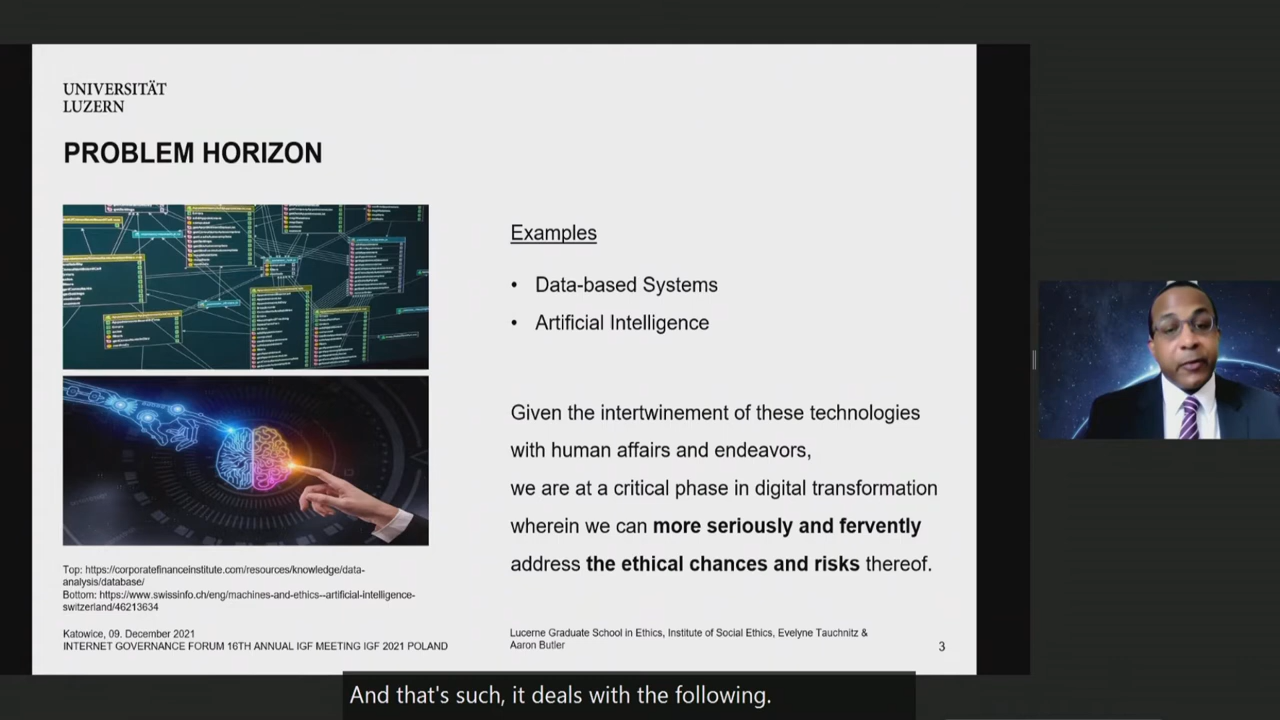 UNIVERSITÄT
LUZERN
PROBLEM HORIZON
Examples
• Data-based Systems
• Artificial Intelligence
Given the intertwinement of these technologies
with human affairs and endeavors,
we are at a critical phase in digital transformation
wherein we can more seriously and fervently
address the ethical chances and risks thereof.
Top: https://corporatefinanceinstitute.com/resources/knowledge/data-
analysis/database/
Bottom: https://www.swissinfo.ch/eng/machines-and-ethics--artificial-intelligence-
switzerland/46213634
Katowice, 09. December 2021
INTERNET GOVERNANCE FORUM 16TH ANNUAL IGF MEETING IGF 2021 POLAND
Lucerne Graduate School in Ethics, Institute of Social Ethics, Evelyne Tauchnitz &
Aaron Butler
3
And that's such, it deals with the following.